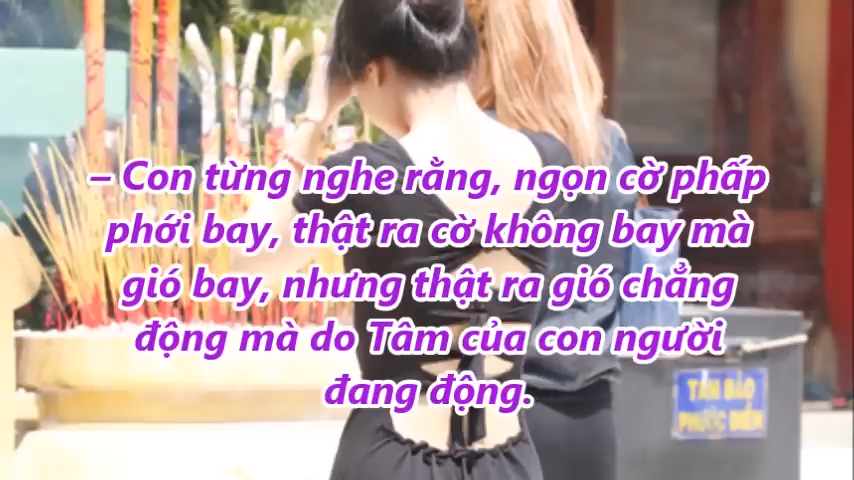 – Con từng nghe rằng, ngọn cờ phấp
phới bay, thật ra cờ không bay mà
gió bay, nhưng thật ra gió chẳng
động mà do Tâm của con người
đang động.
TAM BẢO
PHƯỚC ĐIỀN